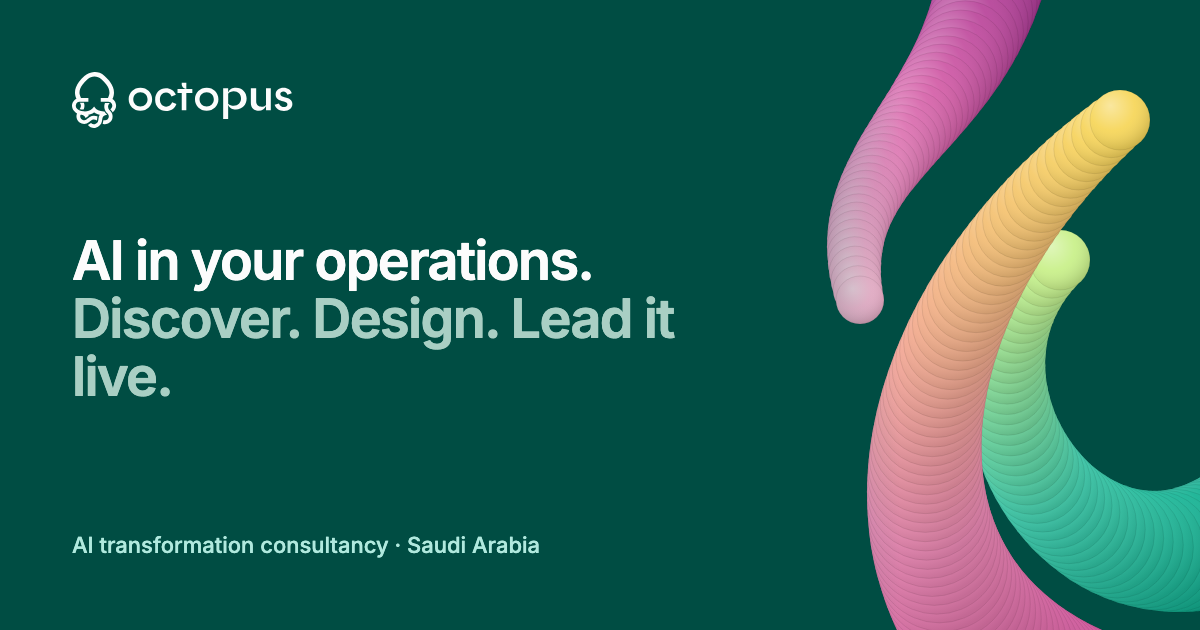 octopus
AI in your operations.
Discover. Design. Lead it
live.
AI transformation consultancy · Saudi Arabia